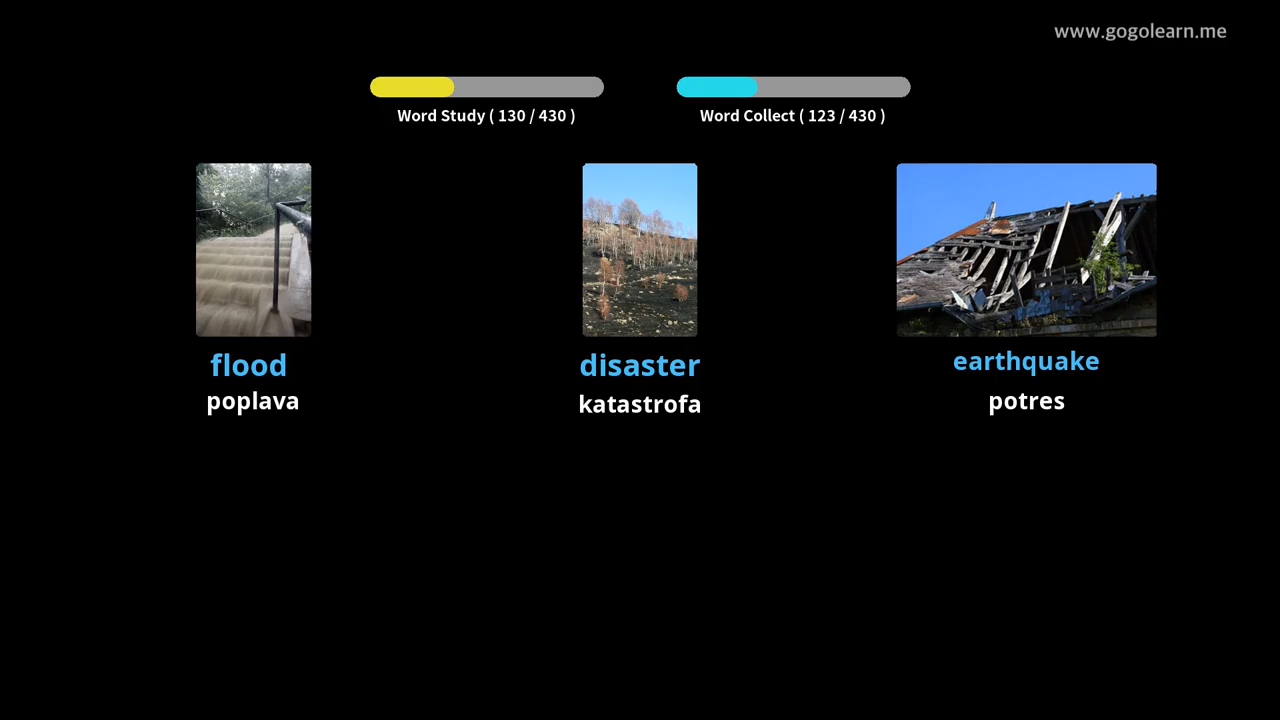 www.gogolearn.me
Word Study ( 130 / 430 )
Word Collect ( 123 / 430 )
flood
poplava
disaster
katastrofa
earthquake
potres